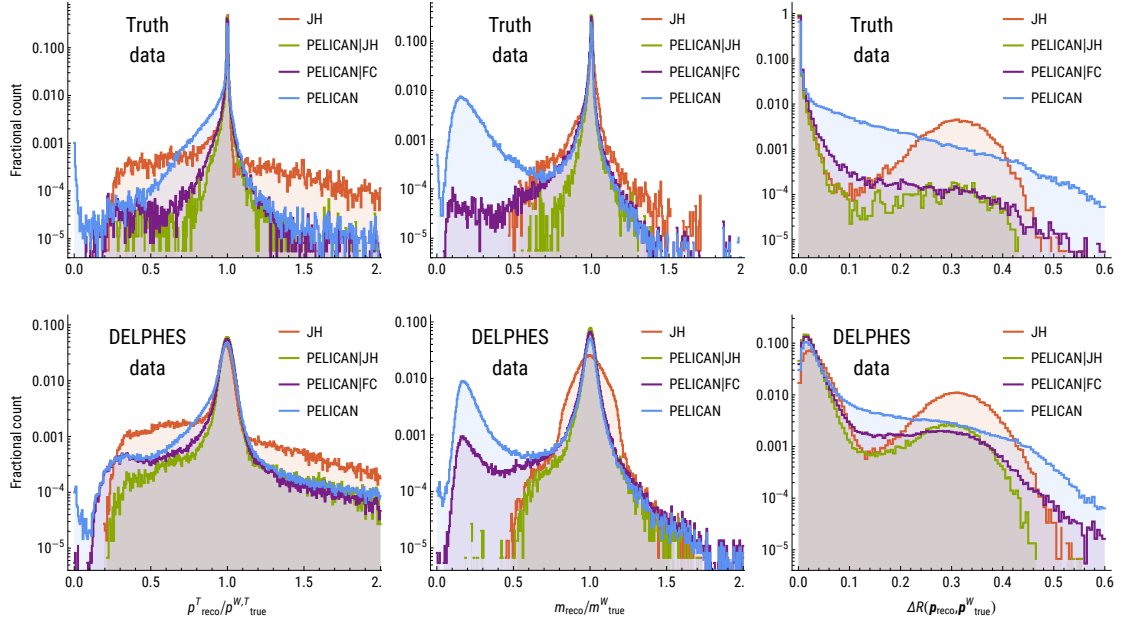 Truth
data
JH
PELICAN|JH
PELICAN|FC
PELICAN
Fractional count
0.100
0.010
0.001
10⁻⁴
10⁻⁵
0.0
0.5
1.0
1.5
2.
Truth
data
JH
PELICAN|JH
PELICAN|FC
PELICAN
0.100
0.010
0.001
10⁻⁴
10⁻⁵
0.0
0.5
1.0
1.5
2.
Truth
data
JH
PELICAN|JH
PELICAN|FC
PELICAN
1
0.100
0.010
0.001
10⁻⁴
10⁻⁵
0.0
0.1
0.2
0.3
0.4
0.5
0.6
DELPHES
data
JH
PELICAN|JH
PELICAN|FC
PELICAN
Fractional count
0.100
0.010
0.001
10⁻⁴
10⁻⁵
0.0
0.5
1.0
1.5
2.
pᵀreco/pᵂ,ᵀtrue
DELPHES
data
JH
PELICAN|JH
PELICAN|FC
PELICAN
0.100
0.010
0.001
10⁻⁴
10⁻⁵
0.0
0.5
1.0
1.5
2.
mreco/mᵂtrue
DELPHES
data
JH
PELICAN|JH
PELICAN|FC
PELICAN
0.100
0.010
0.001
10⁻⁴
10⁻⁵
0.0
0.1
0.2
0.3
0.4
0.5
0.6
ΔR(preco,pᵂtrue)